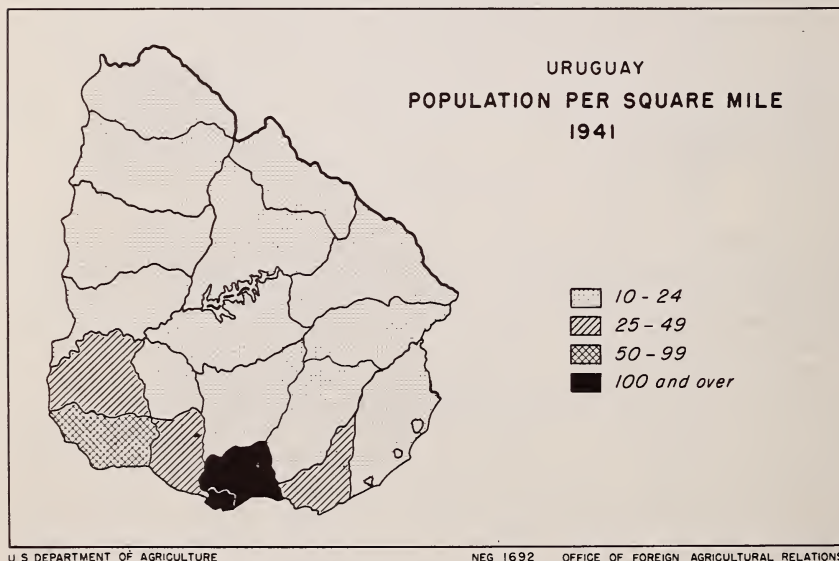 URUGUAY
POPULATION PER SQUARE MILE
1941
10 - 24
25 - 49
50 - 99
100 and over
U S DEPARTMENT OF AGRICULTURE
NEG 1692 OFFICE OF FOREIGN AGRICULTURAL RELATIONS